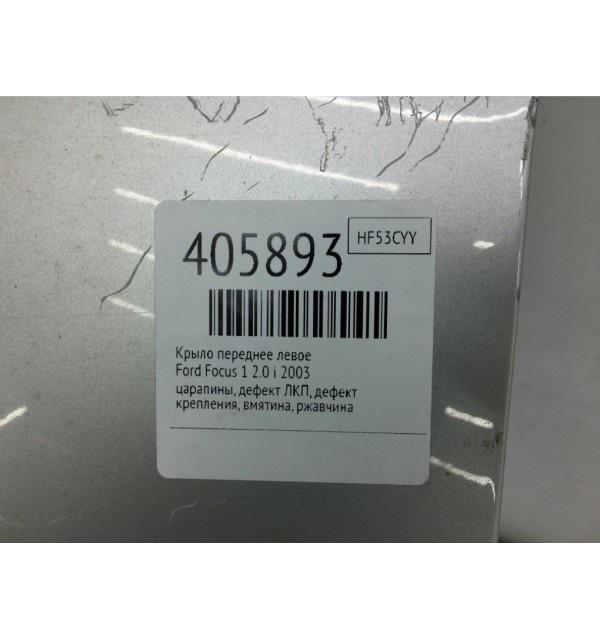 405893
HF53CYY
Крыло переднее левое
Ford Focus 1 2.0 i 2003
царапины, дефект ЛКП, дефект
крепления, вмятина, ржавчина